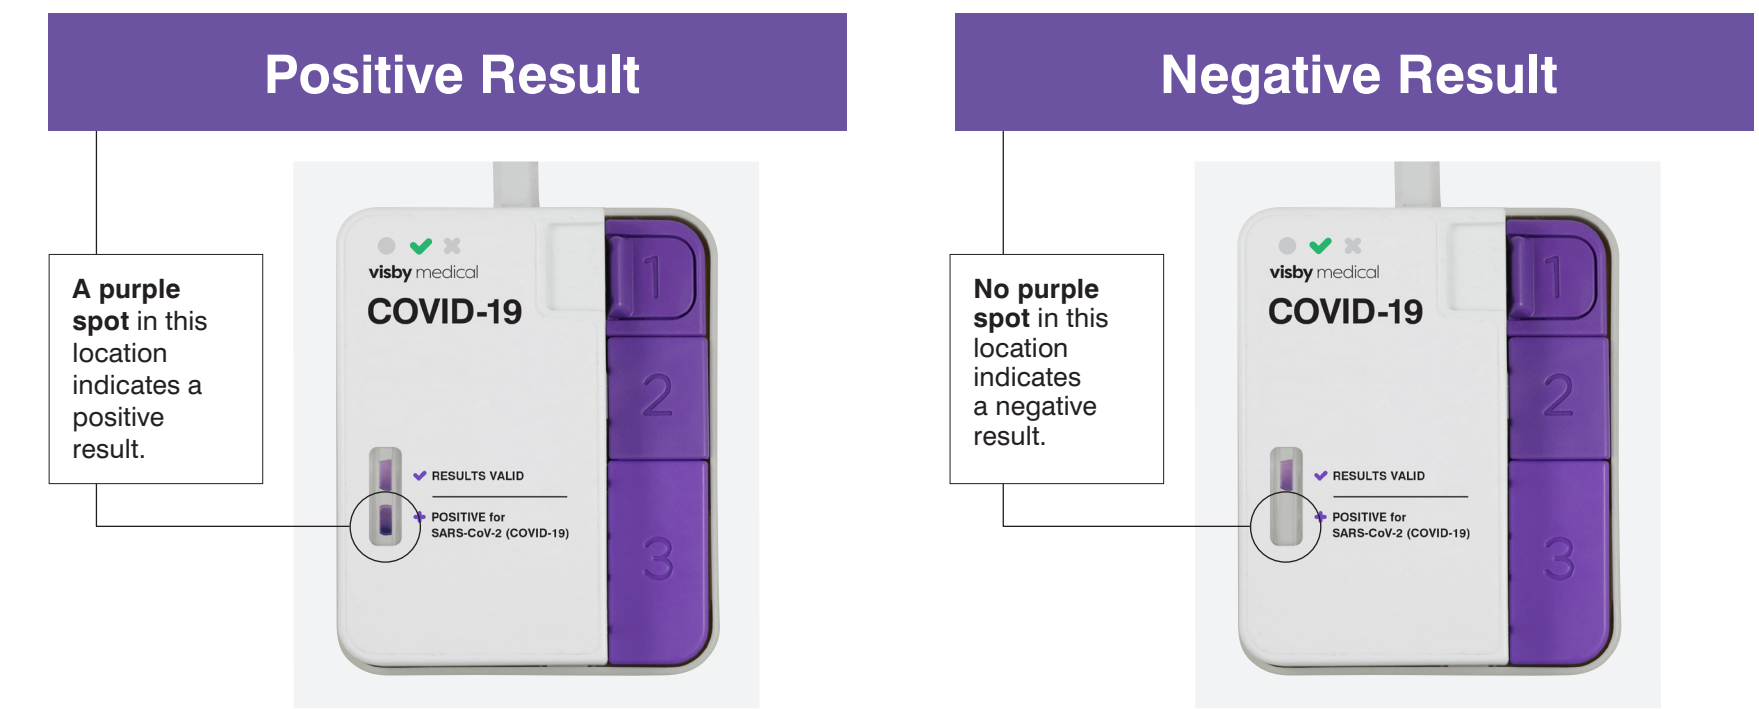 Positive Result
A purple
spot in this
location
indicates a
positive
result.
visby medical
COVID-19
RESULTS VALID
POSITIVE for
SARS-CoV-2 (COVID-19)
1
2
3
Negative Result
No purple
spot in this
location
indicates
a negative
result.
visby medical
COVID-19
RESULTS VALID
POSITIVE for
SARS-CoV-2 (COVID-19)
1
2
3